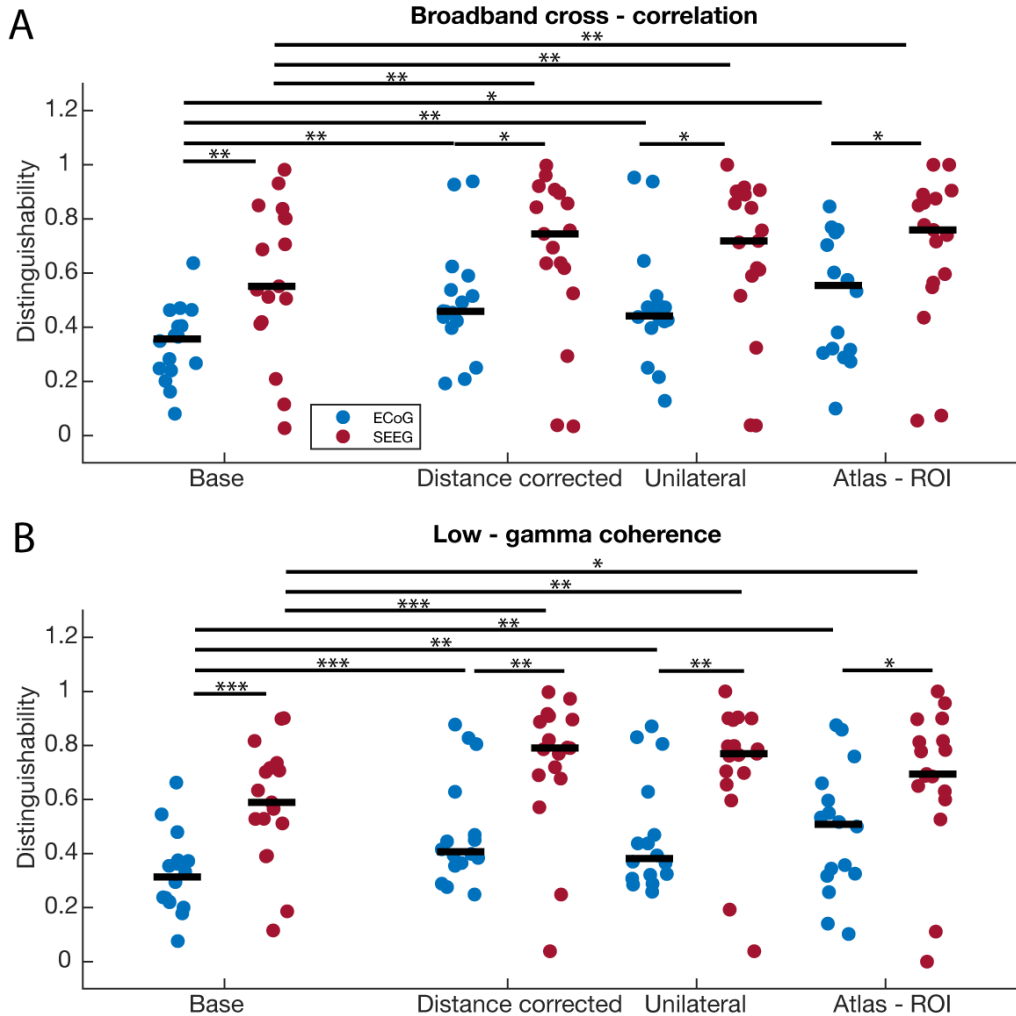 A
Broadband cross - correlation
**
**
**
*
**
**
*
*
*
**
Distinguishability
1.2
1
0.8
0.6
0.4
0.2
0
ECoG
SEEG
Base
Distance corrected
Unilateral
Atlas - ROI
B
Low - gamma coherence
*
**
***
**
**
***
**
**
*
***
Distinguishability
1.2
1
0.8
0.6
0.4
0.2
0
Base
Distance corrected
Unilateral
Atlas - ROI